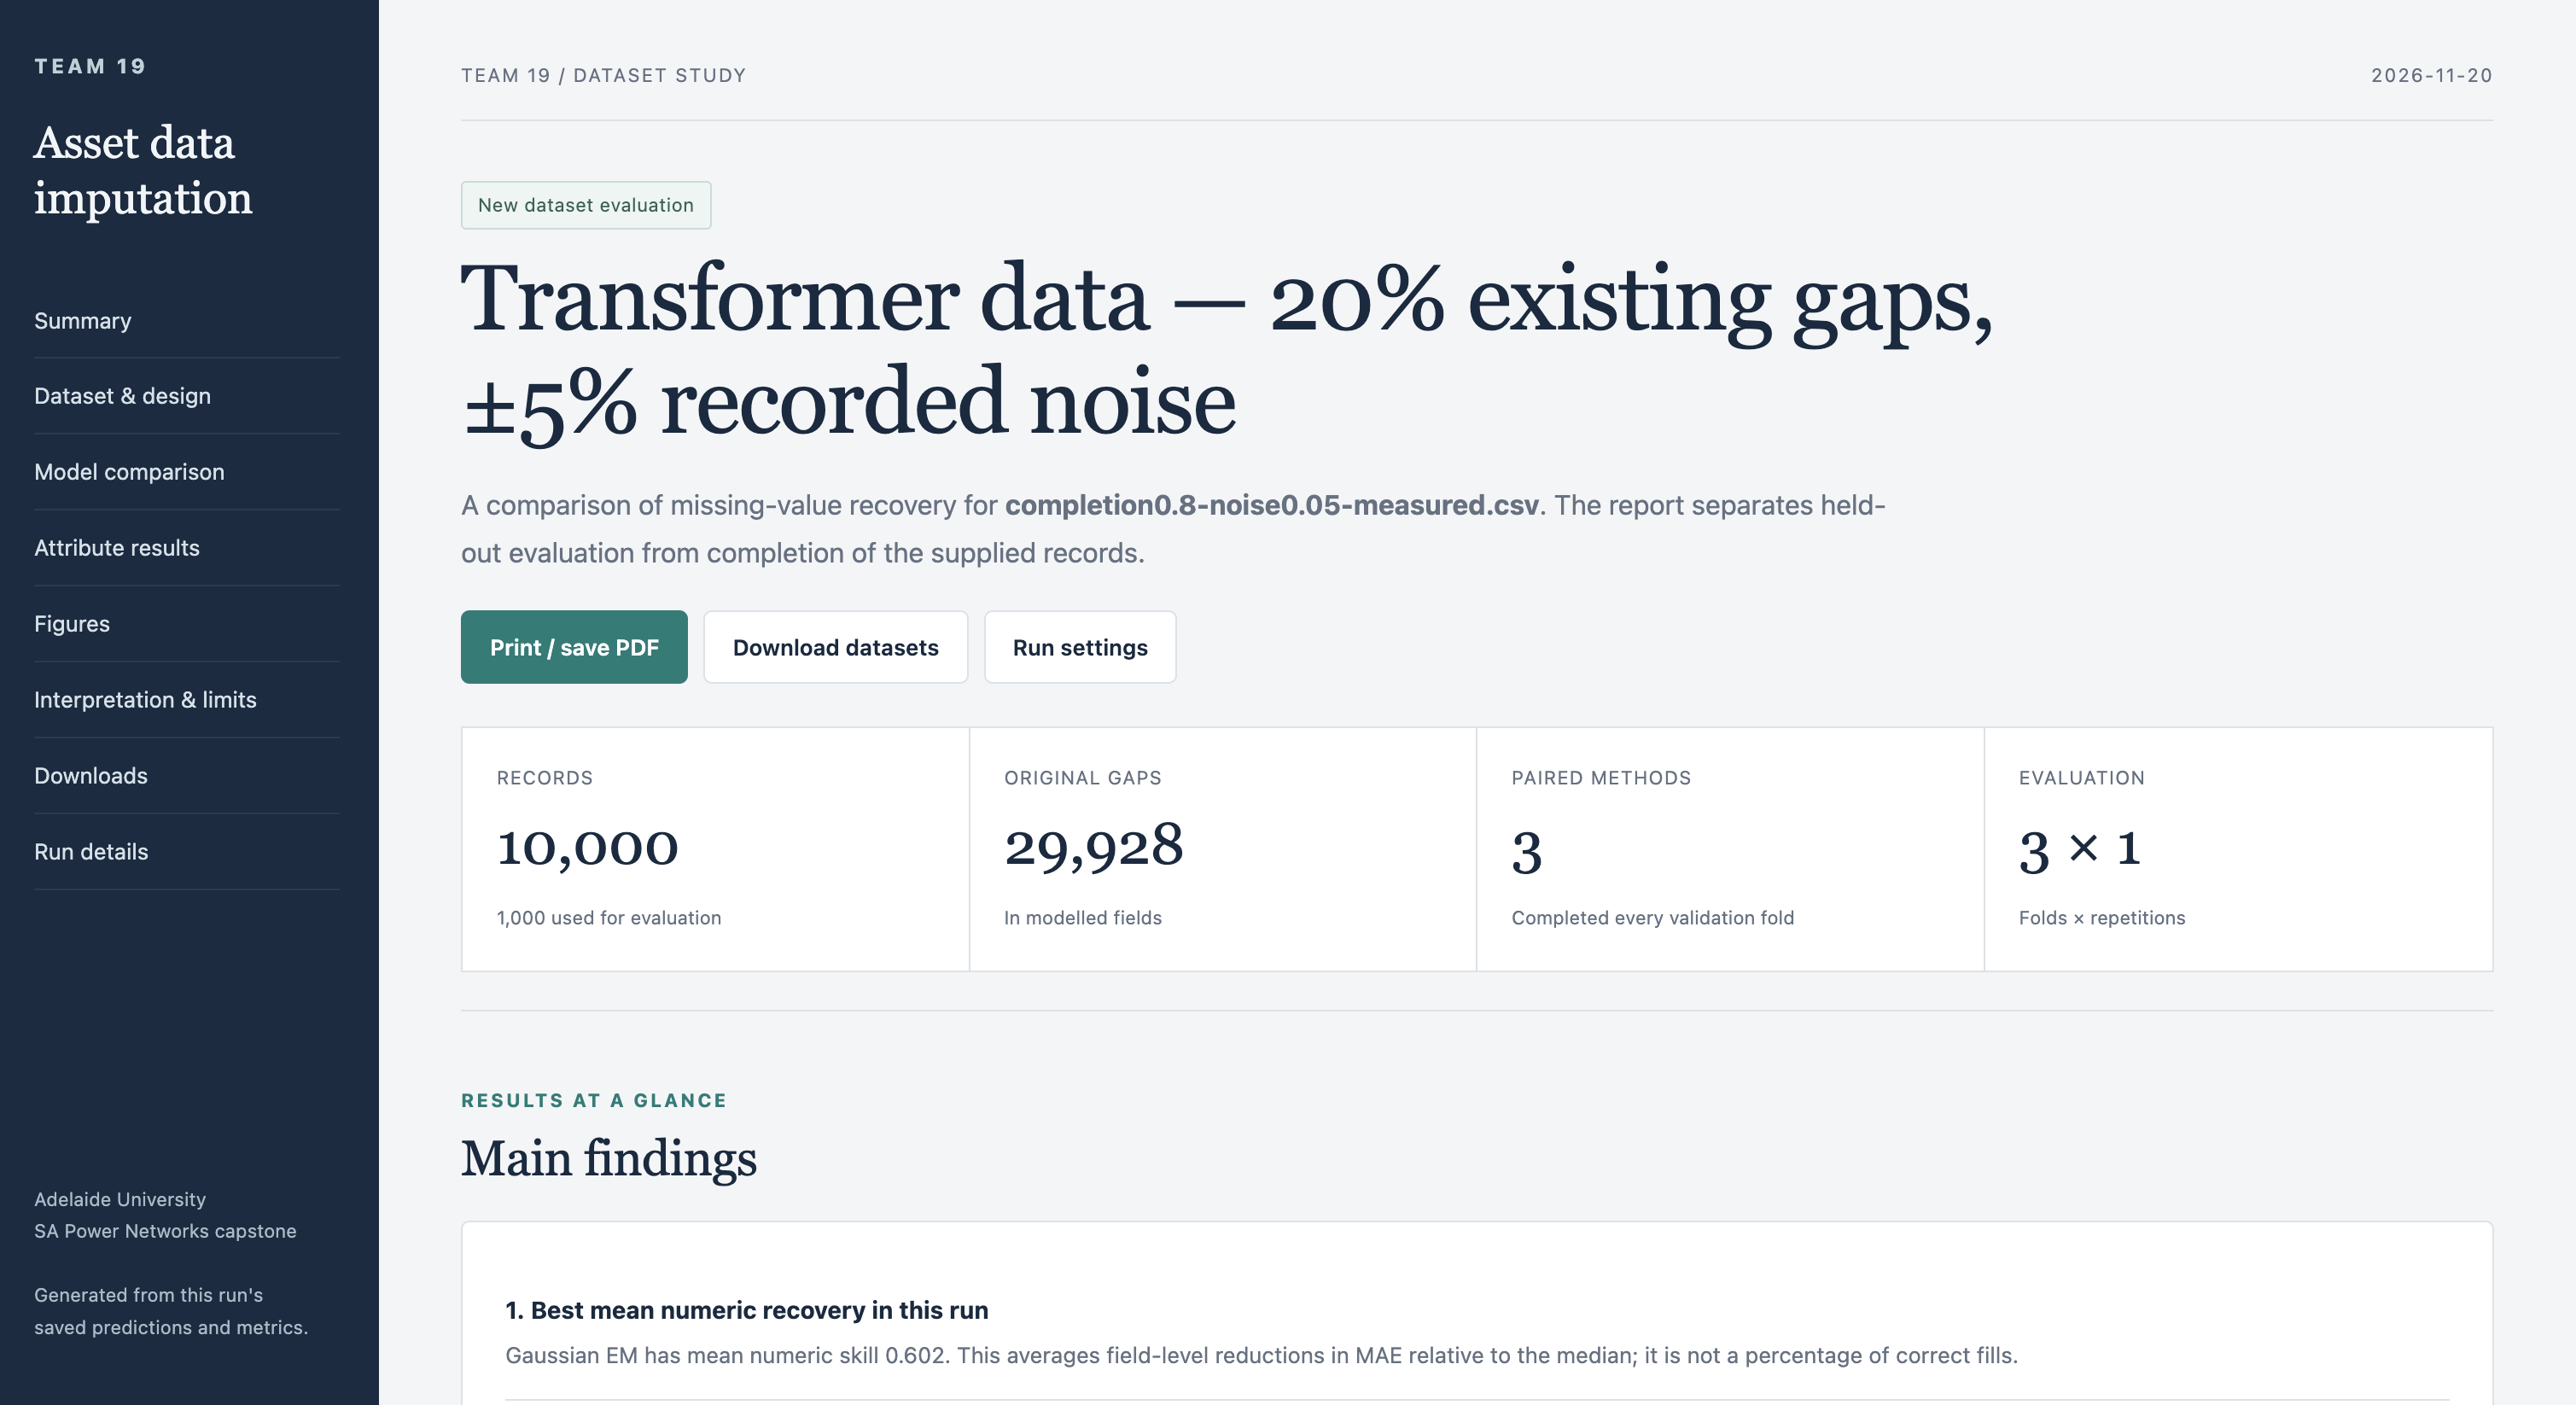 TEAM 19
Asset data
imputation
Summary
Dataset & design
Model comparison
Attribute results
Figures
Interpretation & limits
Downloads
Run details
Adelaide University
SA Power Networks capstone
Generated from this run's
saved predictions and metrics.
TEAM 19 / DATASET STUDY
2026-11-20
New dataset evaluation
Transformer data — 20% existing gaps,
±5% recorded noise
A comparison of missing-value recovery for completion0.8-noise0.05-measured.csv. The report separates held-
out evaluation from completion of the supplied records.
Print / save PDF
Download datasets
Run settings
RECORDS
10,000
1,000 used for evaluation
ORIGINAL GAPS
29,928
In modelled fields
PAIRED METHODS
3
Completed every validation fold
EVALUATION
3 × 1
Folds × repetitions
RESULTS AT A GLANCE
Main findings
1. Best mean numeric recovery in this run
Gaussian EM has mean numeric skill 0.602. This averages field-level reductions in MAE relative to the median; it is not a percentage of correct fills.